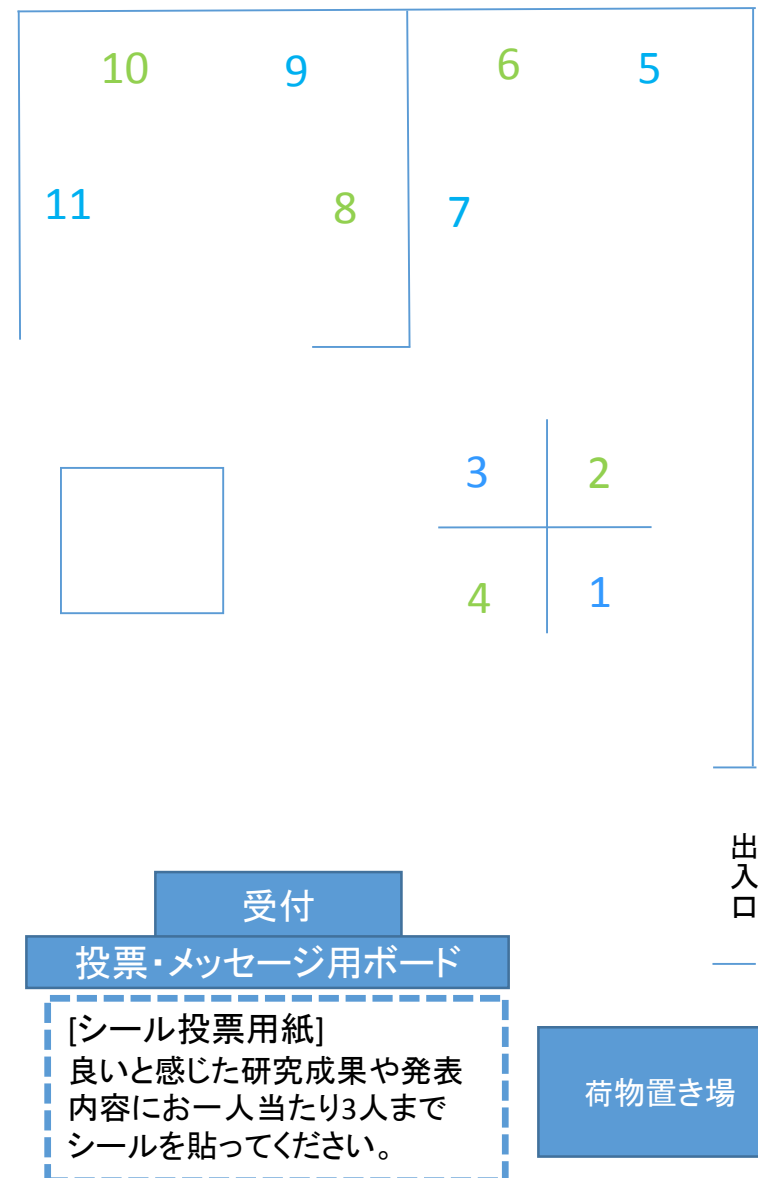 10 9 6 5
11 8 7
3 2
4 1
出入口
受付
投票・メッセージ用ボード
[シール投票用紙]
良いと感じた研究成果や発表
内容にお一人当たり3人まで
シールを貼ってください。
荷物置き場